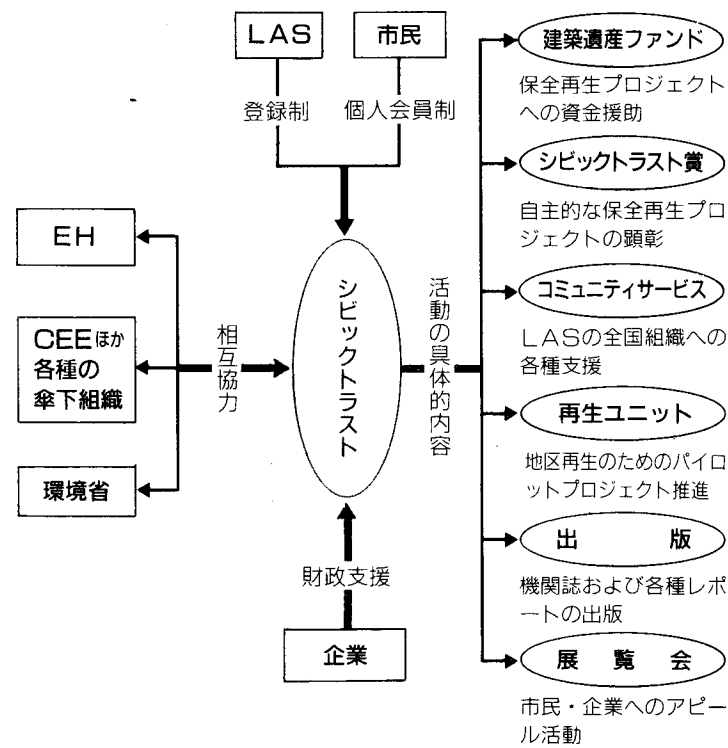 LAS
市民
登録制
個人会員制
EH
CEEほか
各種の
傘下組織
環境省
相互協力
シビックトラスト
活動の具体的内容
財政支援
企業
建築遺産ファンド
保全再生プロジェクト
への資金援助
シビックトラスト賞
自主的な保全再生プロ
ジェクトの顕彰
コミュニティサービス
LASの全国組織への
各種支援
再生ユニット
地区再生のためのパイロ
ットプロジェクト推進
出版
機関誌および各種レポ
ートの出版
展覧会
市民・企業へのアピー
ル活動